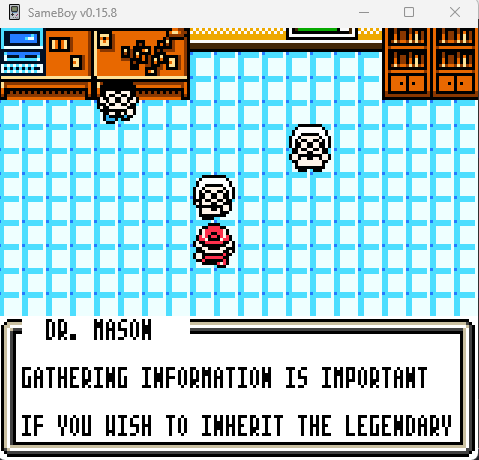 SameBoy v0.15.8
DR. MASON
GATHERING INFORMATION IS IMPORTANT
IF YOU WISH TO INHERIT THE LEGENDARY